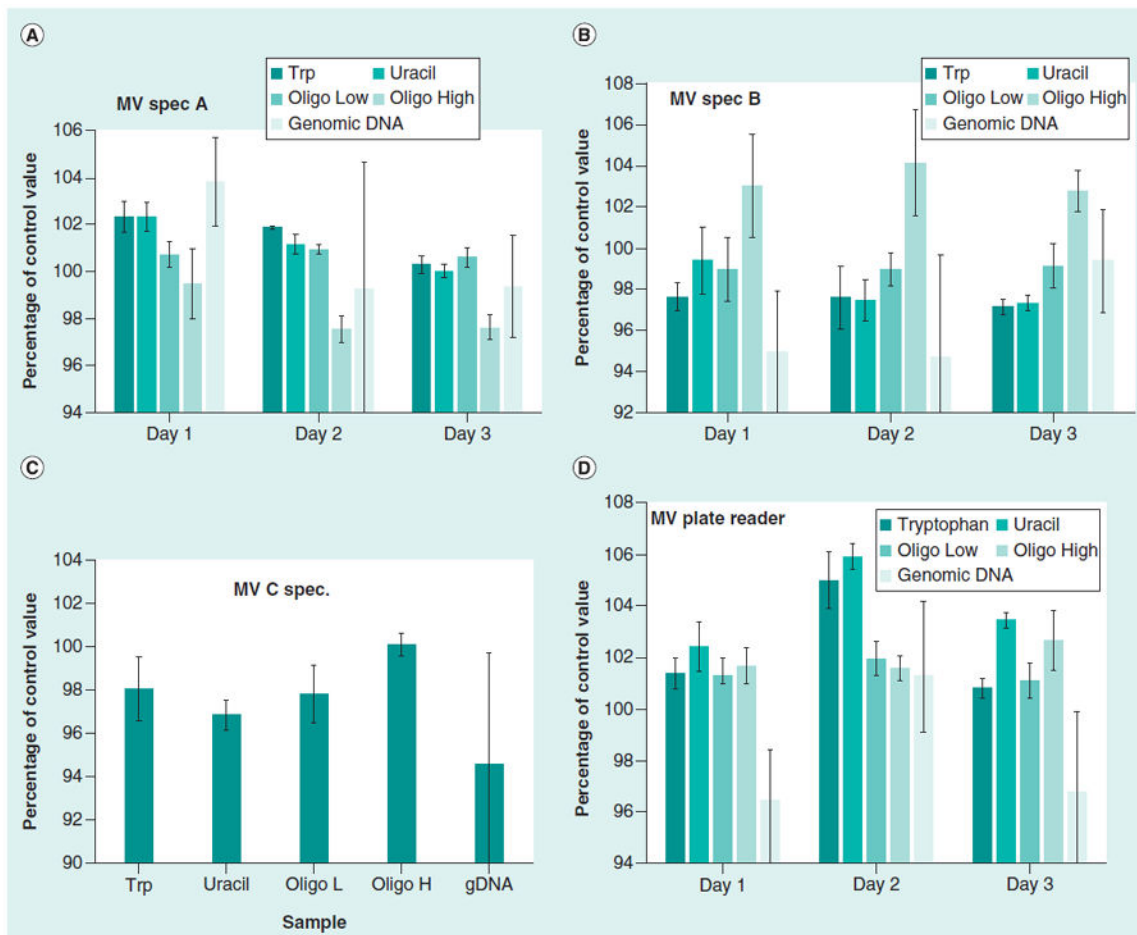 A
Trp Uracil
Oligo Low Oligo High
Genomic DNA
MV spec A
Percentage of control value
106
104
102
100
98
96
94
Day 1 Day 2 Day 3
B
Trp Uracil
Oligo Low Oligo High
Genomic DNA
MV spec B
Percentage of control value
108
106
104
102
100
98
96
94
92
Day 1 Day 2 Day 3
C
MV C spec.
Percentage of control value
104
102
100
98
96
94
92
90
Trp Uracil Oligo L Oligo H gDNA
Sample
D
MV plate reader
Tryptophan Uracil
Oligo Low Oligo High
Genomic DNA
Percentage of control value
108
106
104
102
100
98
96
94
Day 1 Day 2 Day 3